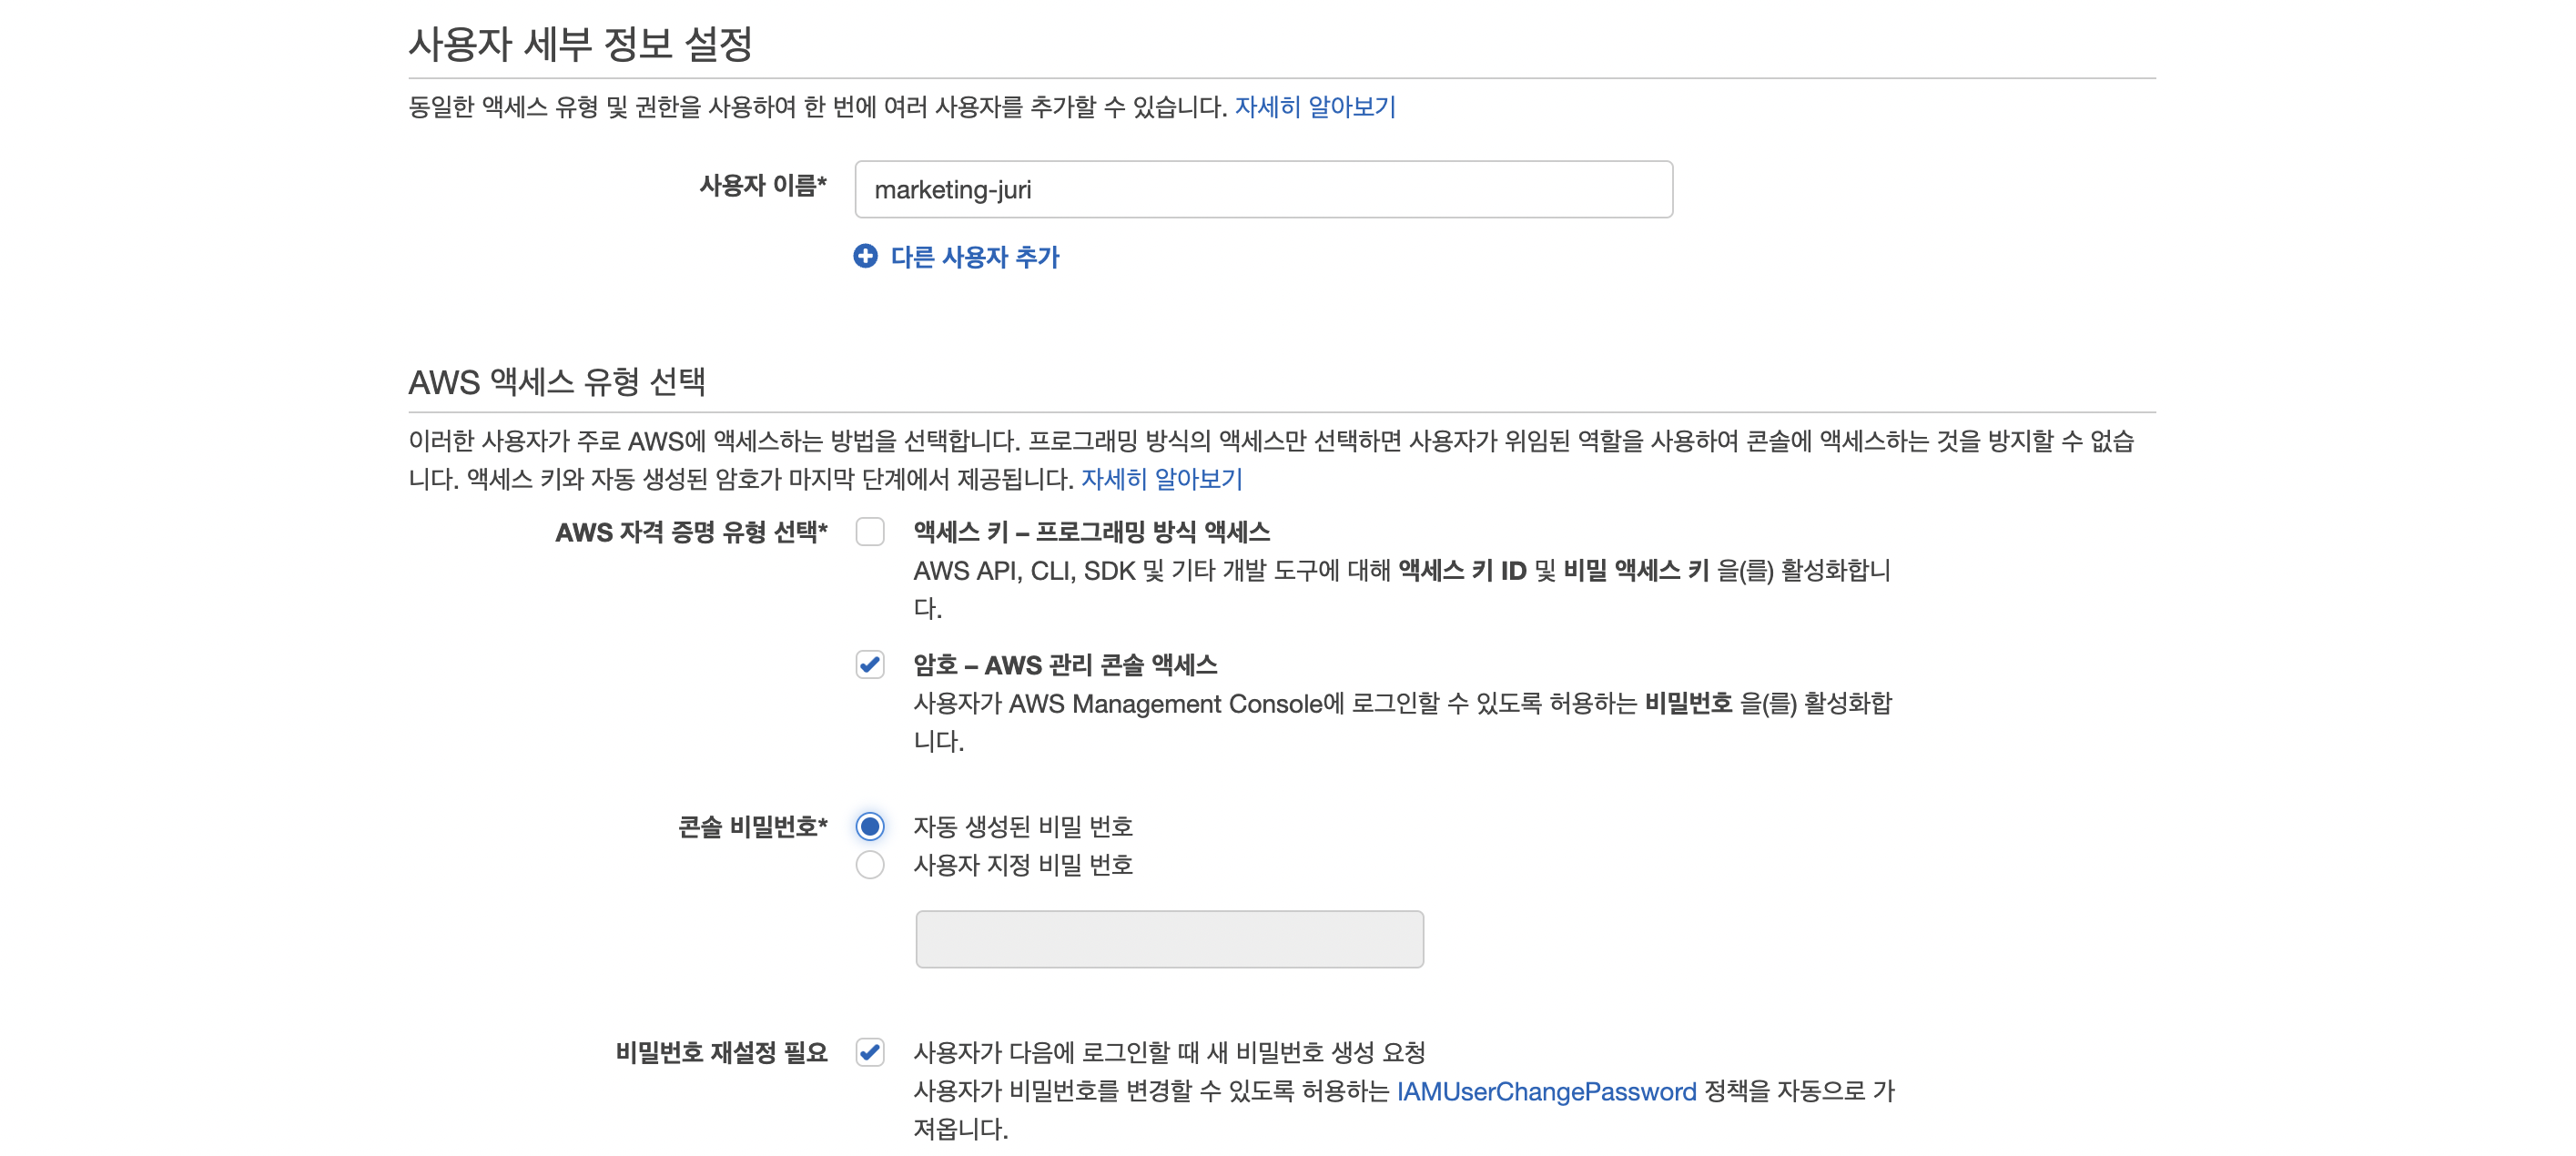 사용자 세부 정보 설정
동일한 액세스 유형 및 권한을 사용하여 한 번에 여러 사용자를 추가할 수 있습니다. 자세히 알아보기
사용자 이름* marketing-juri
다른 사용자 추가
AWS 액세스 유형 선택
이러한 사용자가 주로 AWS에 액세스하는 방법을 선택합니다. 프로그래밍 방식의 액세스만 선택하면 사용자가 위임된 역할을 사용하여 콘솔에 액세스하는 것을 방지할 수 없습
니다. 액세스 키와 자동 생성된 암호가 마지막 단계에서 제공됩니다. 자세히 알아보기
AWS 자격 증명 유형 선택* 액세스 키 – 프로그래밍 방식 액세스
AWS API, CLI, SDK 및 기타 개발 도구에 대해 액세스 키 ID 및 비밀 액세스 키 을(를) 활성화합니
다.
암호 – AWS 관리 콘솔 액세스
사용자가 AWS Management Console에 로그인할 수 있도록 허용하는 비밀번호 을(를) 활성화합
니다.
콘솔 비밀번호* 자동 생성된 비밀 번호
사용자 지정 비밀 번호
비밀번호 재설정 필요 사용자가 다음에 로그인할 때 새 비밀번호 생성 요청
사용자가 비밀번호를 변경할 수 있도록 허용하는 IAMUserChangePassword 정책을 자동으로 가
져옵니다.